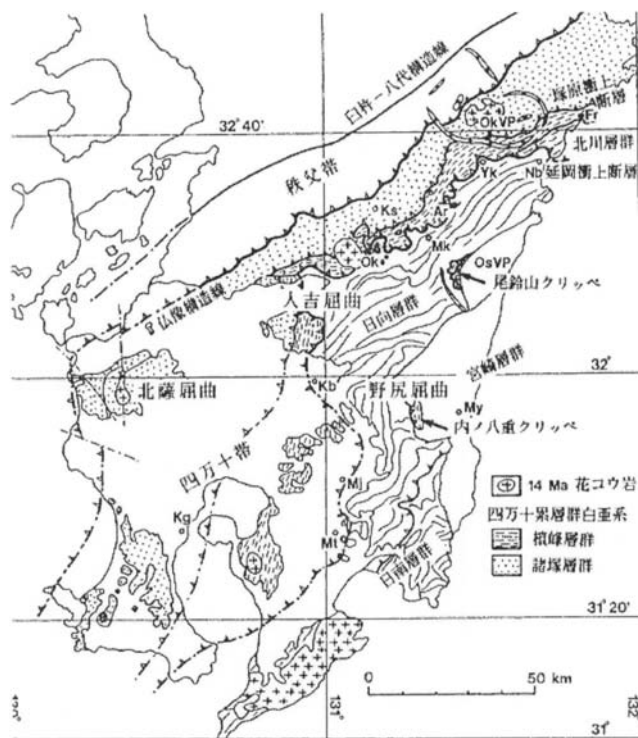 臼杵-八代構造線
塚原衝上
断層
OkVP
Fr
32°40'
北川層群
Yk
Nb
延岡衝上断層
秩父帯
Ks
Ar
Mk
Ok
OsVP
尾鈴山クリッペ
人吉屈曲
日向層群
仏像構造線
宮崎層群
32°
北薩屈曲
Kb
野尻屈曲
My
内ノ八重クリッペ
四万十帯
Mj
14 Ma 花コウ岩
四万十累層群白亜系
Kg
槇峰層群
Mt
諸塚層群
日南層群
31°20'
0
50 km
130°
131°
132
31°